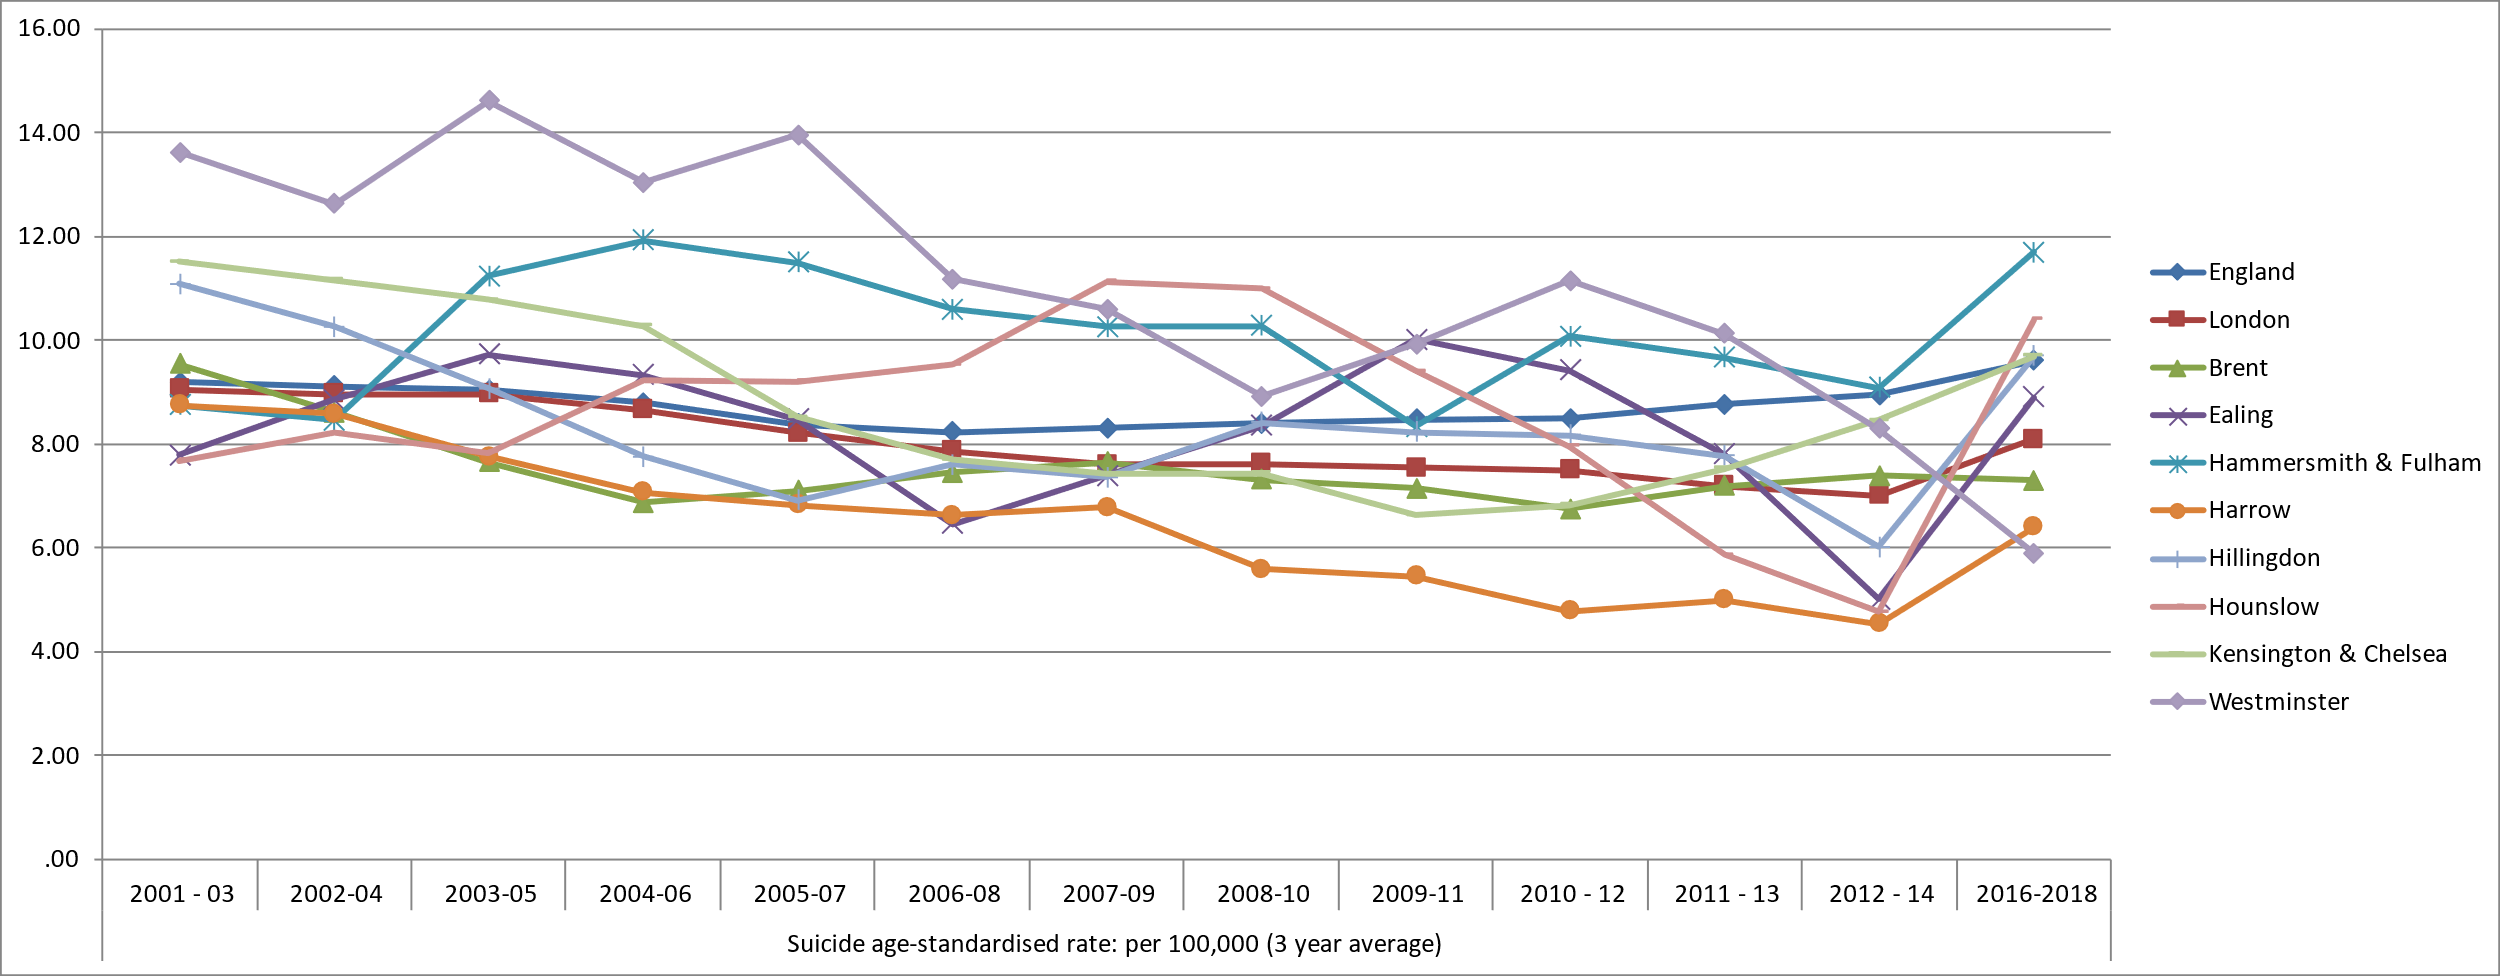 16.00
14.00
12.00
10.00
8.00
6.00
4.00
2.00
.00
2001 - 03 2002-04 2003-05 2004-06 2005-07 2006-08 2007-09 2008-10 2009-11 2010 - 12 2011 - 13 2012 - 14 2016-2018
Suicide age-standardised rate: per 100,000 (3 year average)
England
London
Brent
Ealing
Hammersmith & Fulham
Harrow
Hillingdon
Hounslow
Kensington & Chelsea
Westminster